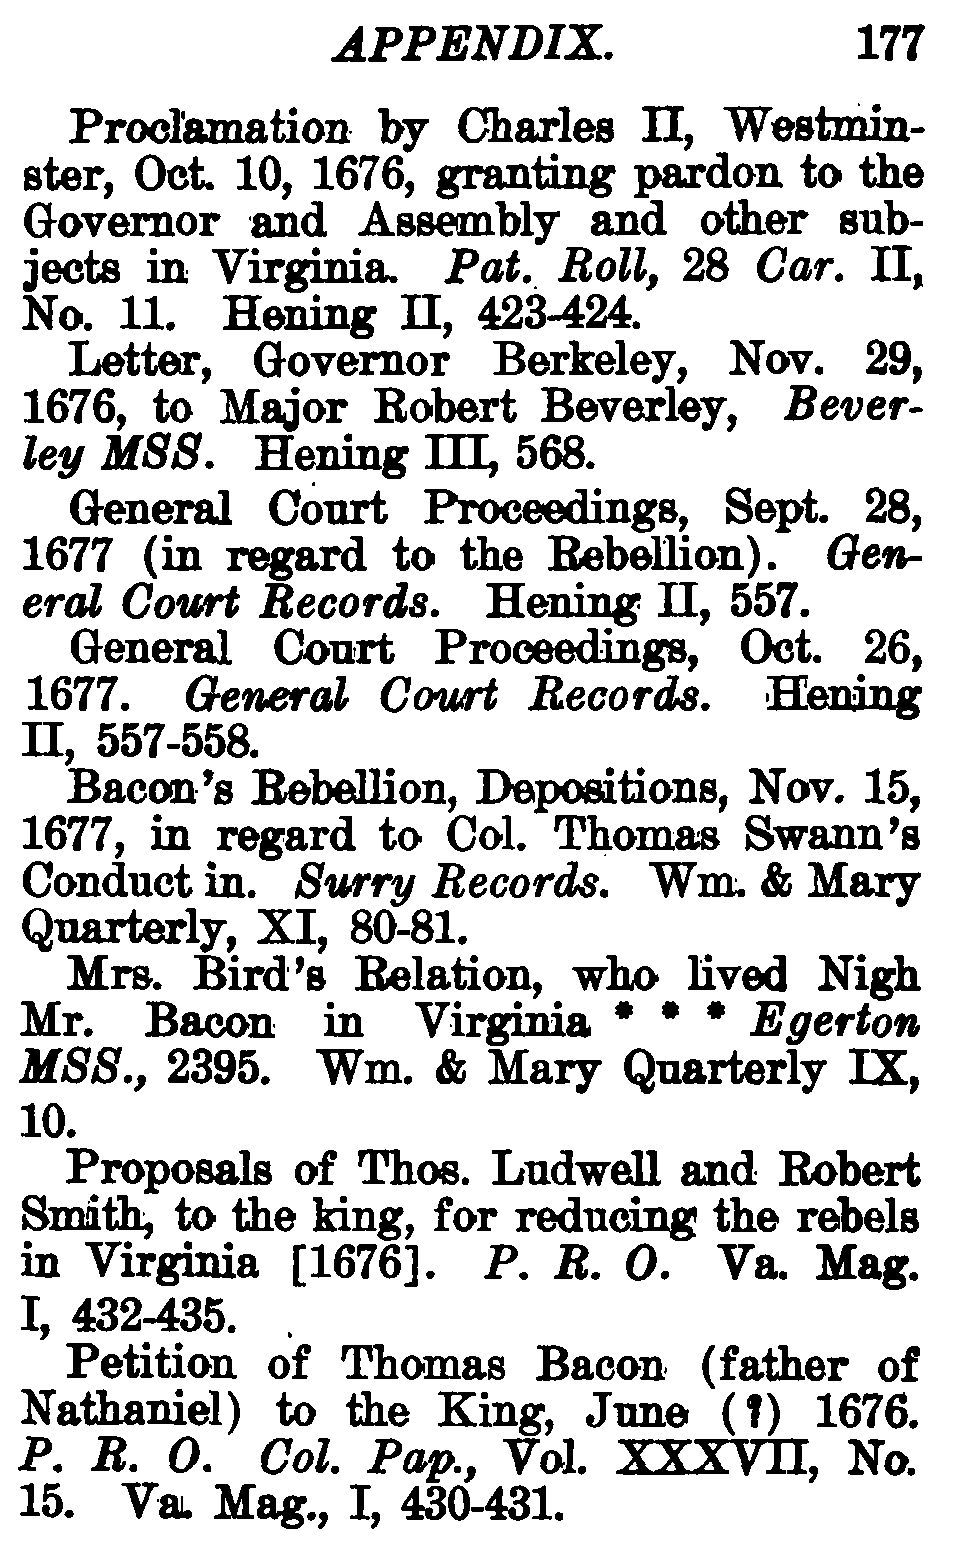 APPENDIX. 177
Proclamation by Charles II, Westmin-
ster, Oct. 10, 1676, granting pardon to the
Governor and Assembly and other sub-
jects in Virginia. Pat. Roll, 28 Car. II,
No. 11. Hening II, 423-424.
Letter, Governor Berkeley, Nov. 29,
1676, to Major Robert Beverley, Bever-
ley MSS. Hening III, 568.
General Court Proceedings, Sept. 28,
1677 (in regard to the Rebellion). Gen-
eral Court Records. Hening II, 557.
General Court Proceedings, Oct. 26,
1677. General Court Records. Hening
II, 557-558.
Bacon's Rebellion, Depositions, Nov. 15,
1677, in regard to Col. Thomas Swann's
Conduct in. Surry Records. Wm. & Mary
Quarterly, XI, 80-81.
Mrs. Bird's Relation, who lived Nigh
Mr. Bacon in Virginia * * * Egerton
MSS., 2395. Wm. & Mary Quarterly IX,
10.
Proposals of Thos. Ludwell and Robert
Smith, to the king, for reducing the rebels
in Virginia [1676]. P. R. O. Va. Mag.
I, 432-435.
Petition of Thomas Bacon (father of
Nathaniel) to the King, June (?) 1676.
P. R. O. Col. Pap., Vol. XXXVII, No.
15. Va. Mag., I, 430-431.